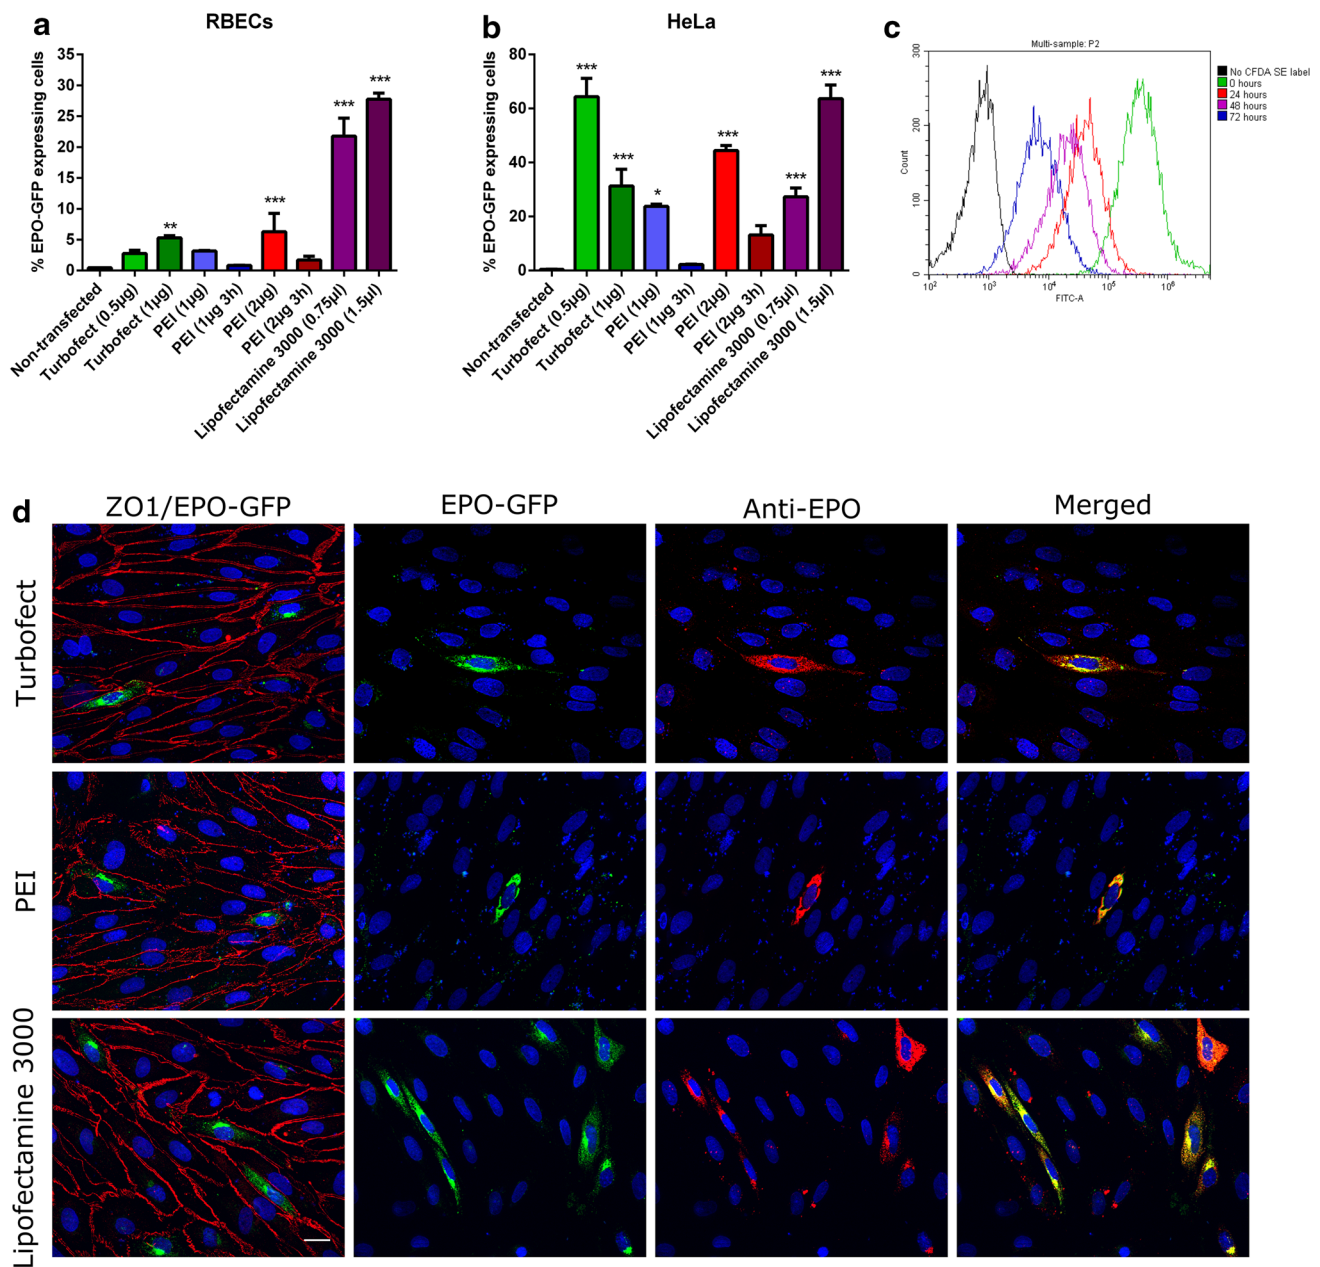 a
RBECs
% EPO-GFP expressing cells
35
30
25
20
15
10
5
0
**
***
***
***
Non-transfected
Turbofect (0.5µg)
Turbofect (1µg)
PEI (1µg)
PEI (1µg 3h)
PEI (2µg)
PEI (2µg 3h)
Lipofectamine 3000 (0.75µl)
Lipofectamine 3000 (1.5µl)
b
HeLa
% EPO-GFP expressing cells
80
60
40
20
0
***
***
*
***
***
***
Non-transfected
Turbofect (0.5µg)
Turbofect (1µg)
PEI (1µg)
PEI (1µg 3h)
PEI (2µg)
PEI (2µg 3h)
Lipofectamine 3000 (0.75µl)
Lipofectamine 3000 (1.5µl)
c
Multi-sample: P2
Count
300
200
100
0
10²
10³
10⁴
10⁵
10⁶
FITC-A
No CFDA SE label
0 hours
24 hours
48 hours
72 hours
d
ZO1/EPO-GFP
EPO-GFP
Anti-EPO
Merged
Turbofect
PEI
Lipofectamine 3000